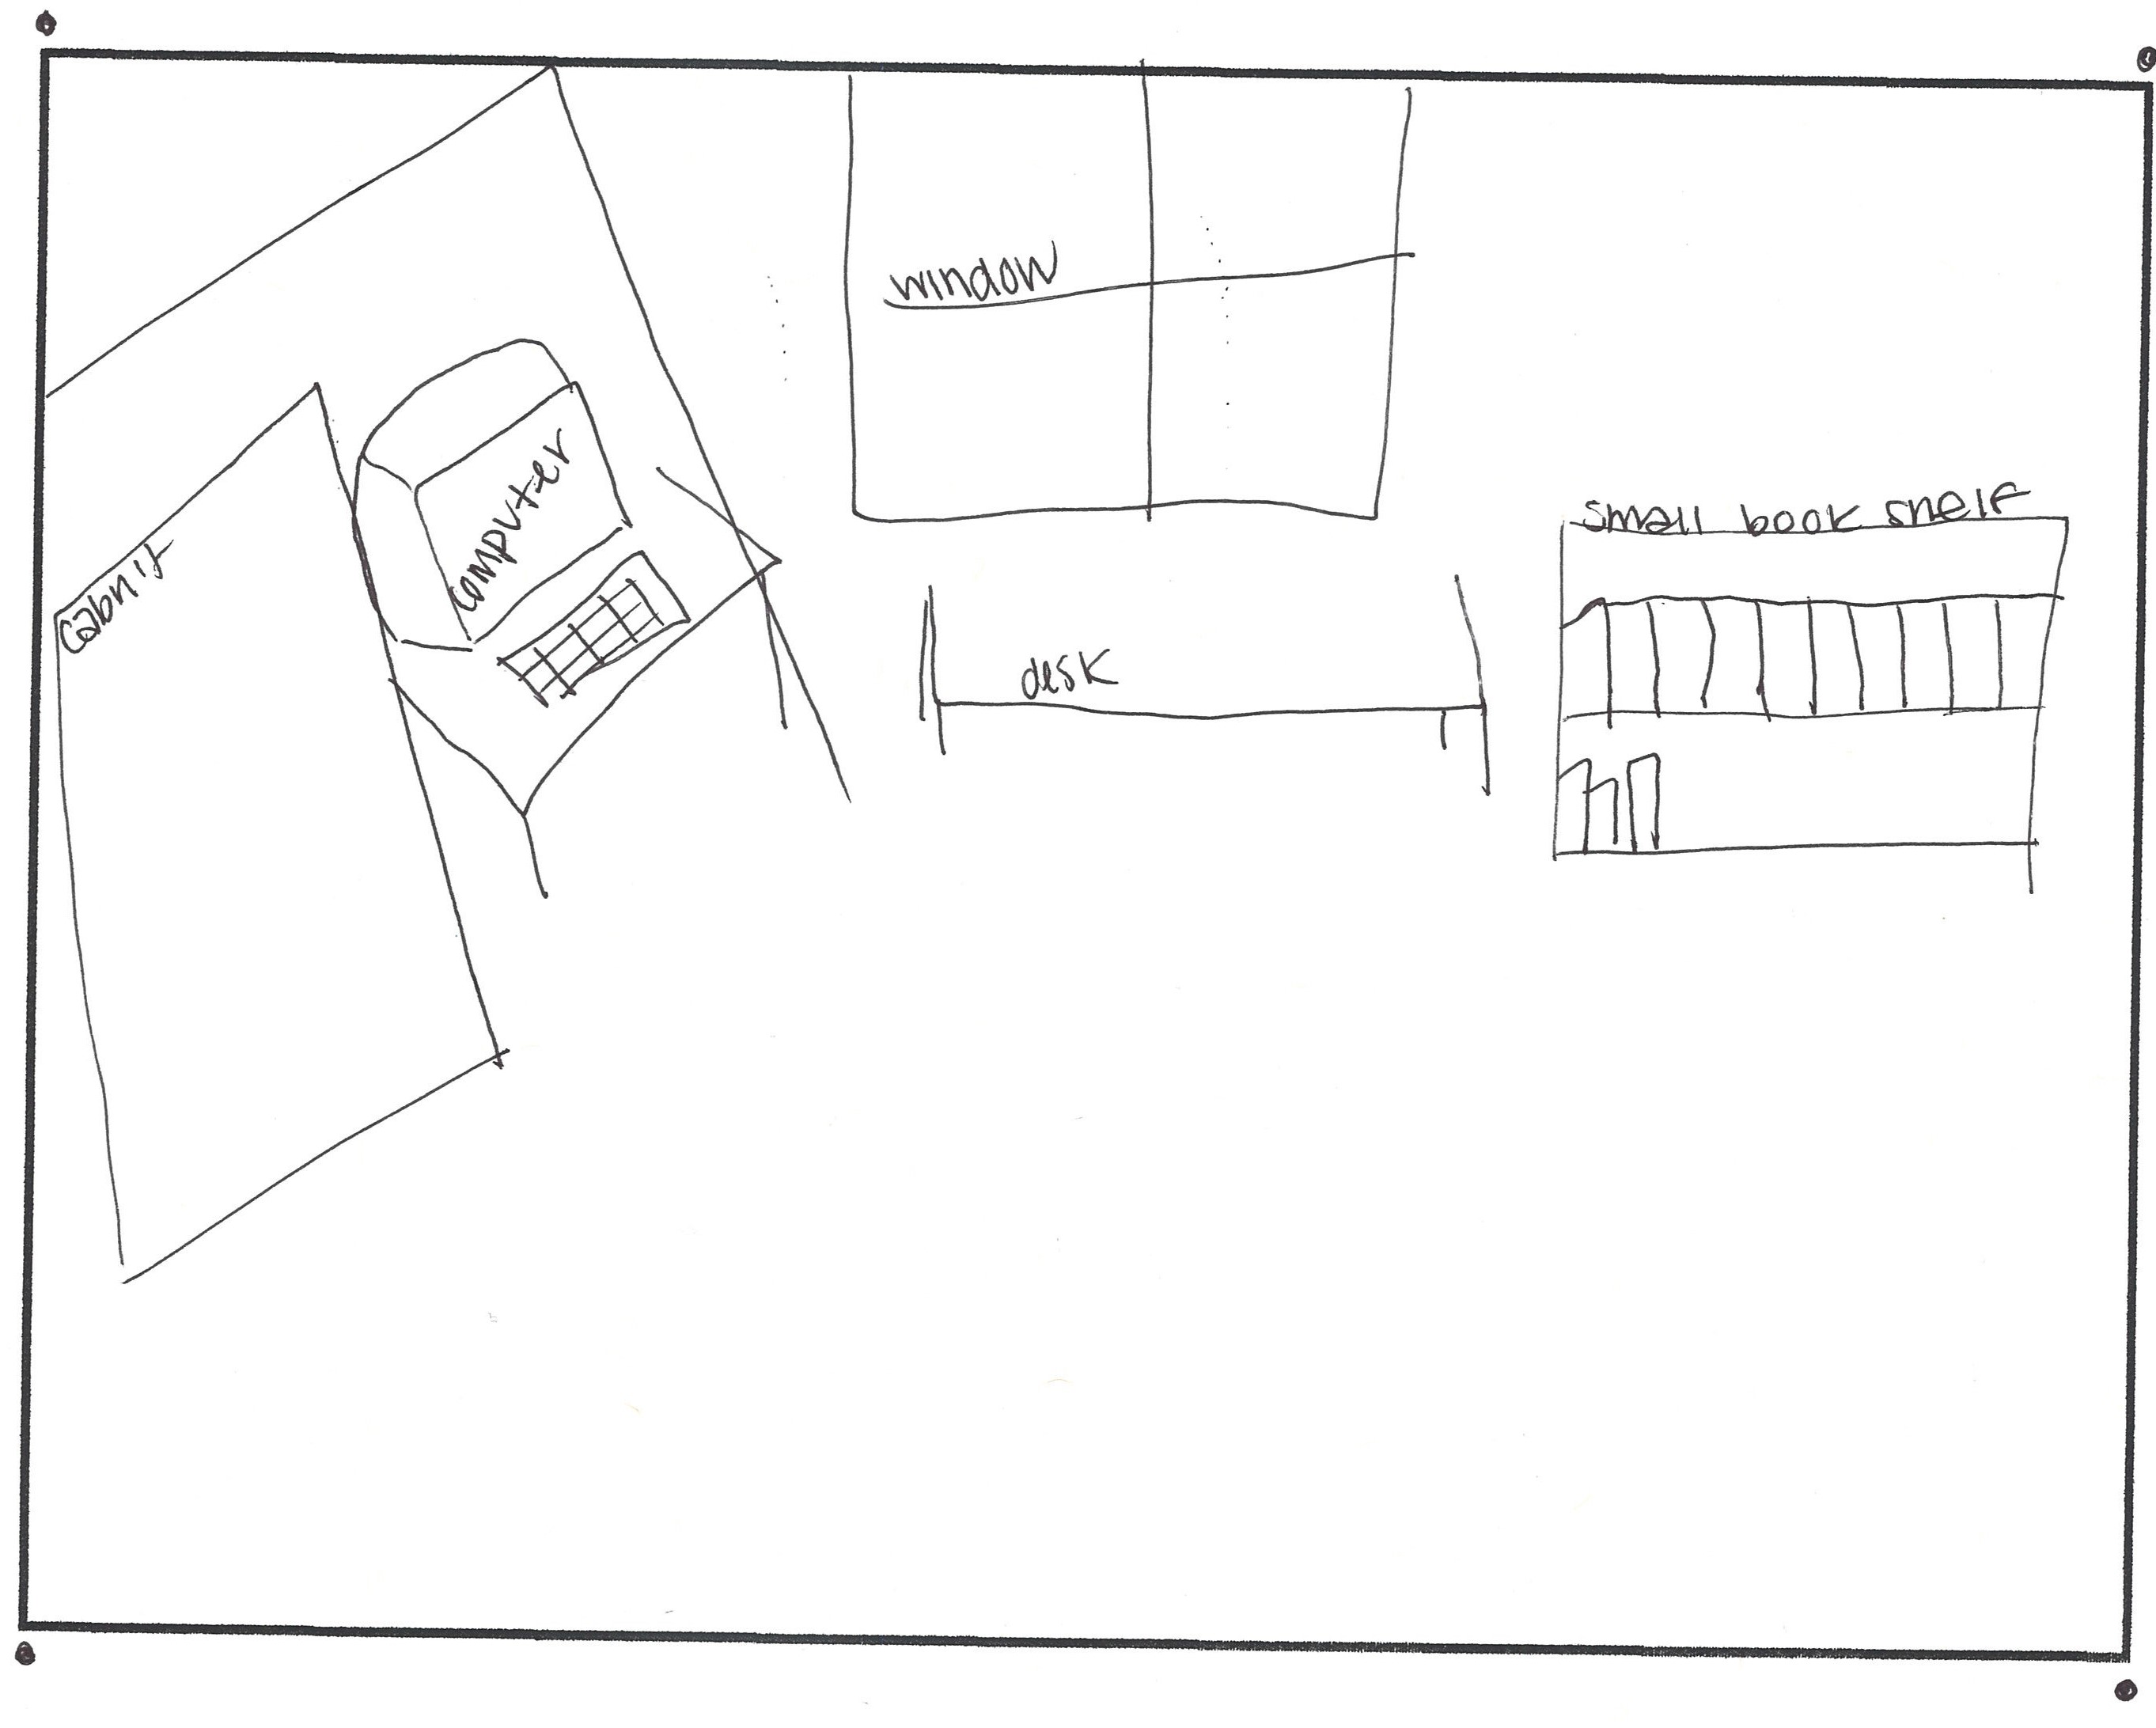 window
computer
small book shelf
cabnit
desk